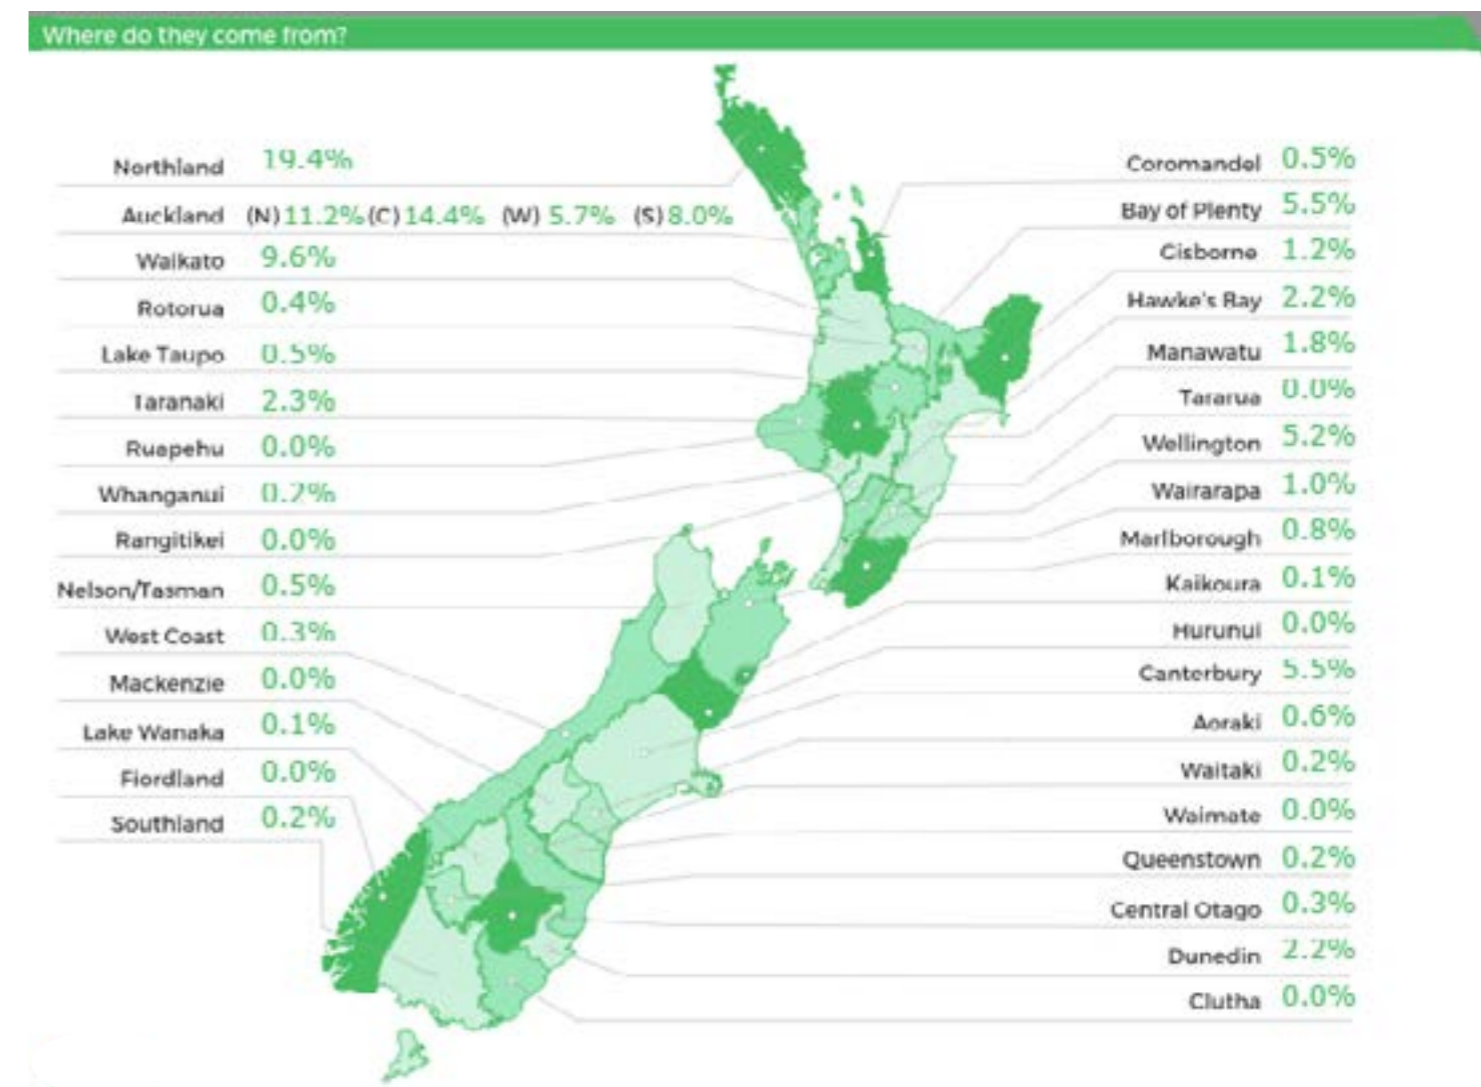 Where do they come from?
Northland 19.4%
Auckland (N) 11.2% (C) 14.4% (W) 5.7% (S) 8.0%
Waikato 9.6%
Rotorua 0.4%
Lake Taupo 0.5%
Taranaki 2.3%
Ruapehu 0.0%
Whanganui 0.2%
Rangitikei 0.0%
Nelson/Tasman 0.5%
West Coast 0.3%
Mackenzie 0.0%
Lake Wanaka 0.1%
Fiordland 0.0%
Southland 0.2%
Coromandel 0.5%
Bay of Plenty 5.5%
Gisborne 1.2%
Hawke's Bay 2.2%
Manawatu 1.8%
Tararua 0.0%
Wellington 5.2%
Wairarapa 1.0%
Marlborough 0.8%
Kaikoura 0.1%
Hurunui 0.0%
Canterbury 5.5%
Aoraki 0.6%
Waitaki 0.2%
Waimate 0.0%
Queenstown 0.2%
Central Otago 0.3%
Dunedin 2.2%
Clutha 0.0%